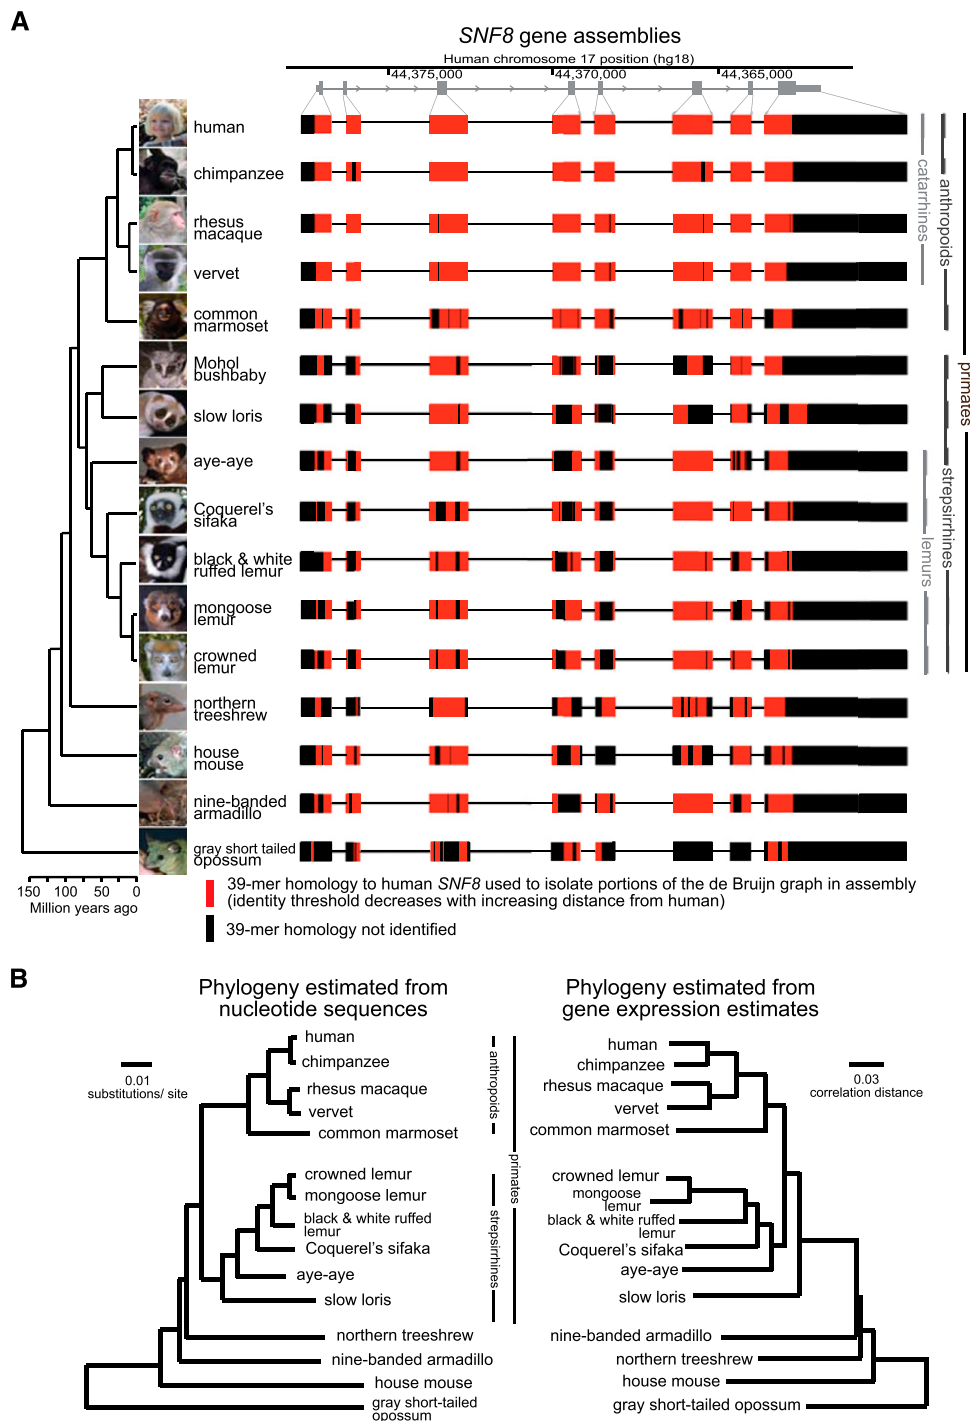 A
SNF8 gene assemblies
Human chromosome 17 position (hg18)
44,375,000
44,370,000
44,365,000
human
chimpanzee
rhesus
macaque
vervet
common
marmoset
Mohol
bushbaby
slow loris
aye-aye
Coquerel's
sifaka
black & white
ruffed lemur
mongoose
lemur
crowned
lemur
northern
treeshrew
house
mouse
nine-banded
armadillo
gray short tailed
opossum
catarrhines
anthropoids
primates
strepsirrhines
lemurs
150 100 50 0
Million years ago
39-mer homology to human SNF8 used to isolate portions of the de Bruijn graph in assembly
(identity threshold decreases with increasing distance from human)
39-mer homology not identified
B
Phylogeny estimated from
nucleotide sequences
0.01
substitutions/ site
human
chimpanzee
rhesus macaque
vervet
common marmoset
crowned lemur
mongoose lemur
black & white ruffed
lemur
Coquerel's sifaka
aye-aye
slow loris
northern treeshrew
nine-banded armadillo
house mouse
gray short-tailed
opossum
anthropoids
primates
strepsirrhines
Phylogeny estimated from
gene expression estimates
0.03
correlation distance
human
chimpanzee
rhesus macaque
vervet
common marmoset
crowned lemur
mongoose
lemur
black & white ruffed
lemur
Coquerel's sifaka
aye-aye
slow loris
nine-banded armadillo
northern treeshrew
house mouse
gray short-tailed opossum